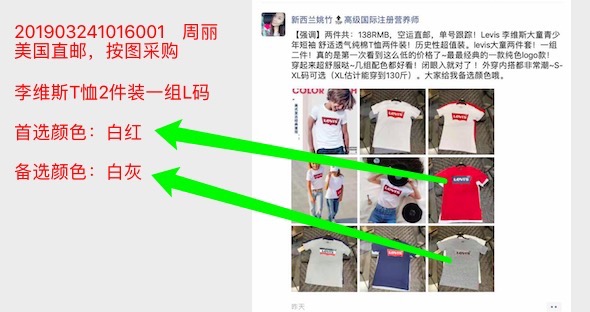 201903241016001 周丽
美国直邮，按图采购
李维斯T恤2件装一组L码
首选颜色：白红
备选颜色：白灰
新西兰姚竹 高级国际注册营养师
【强调】两件共：138RMB，空运直邮，单号跟踪！Levis 李维斯大童青少
年短袖 舒适透气纯棉T恤两件装！历史性超值装。levis大童两件套！一组
二件！真的是第一次看到这么低的价格了~最最经典的一款纯色logo款！
穿起来超舒服哒~几组配色都好看！闭眼入就对了！外穿内搭都非常潮~S-
XL码可选（XL估计能穿到130斤）。大家给我备选颜色哦。
COLOR
Levi's
Levi's
Levi's
Levi's
Levi's
Levi's
昨天